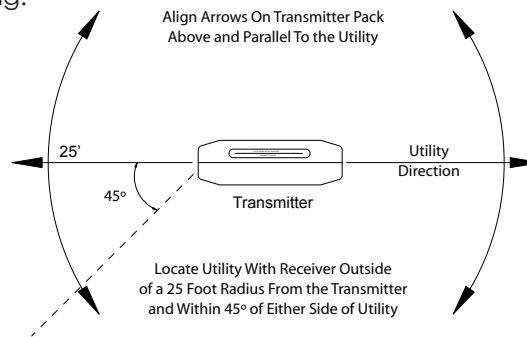 ng.
Align Arrows On Transmitter Pack
Above and Parallel To the Utility
25'
Utility
Direction
45º
Transmitter
Locate Utility With Receiver Outside
of a 25 Foot Radius From the Transmitter
and Within 45º of Either Side of Utility